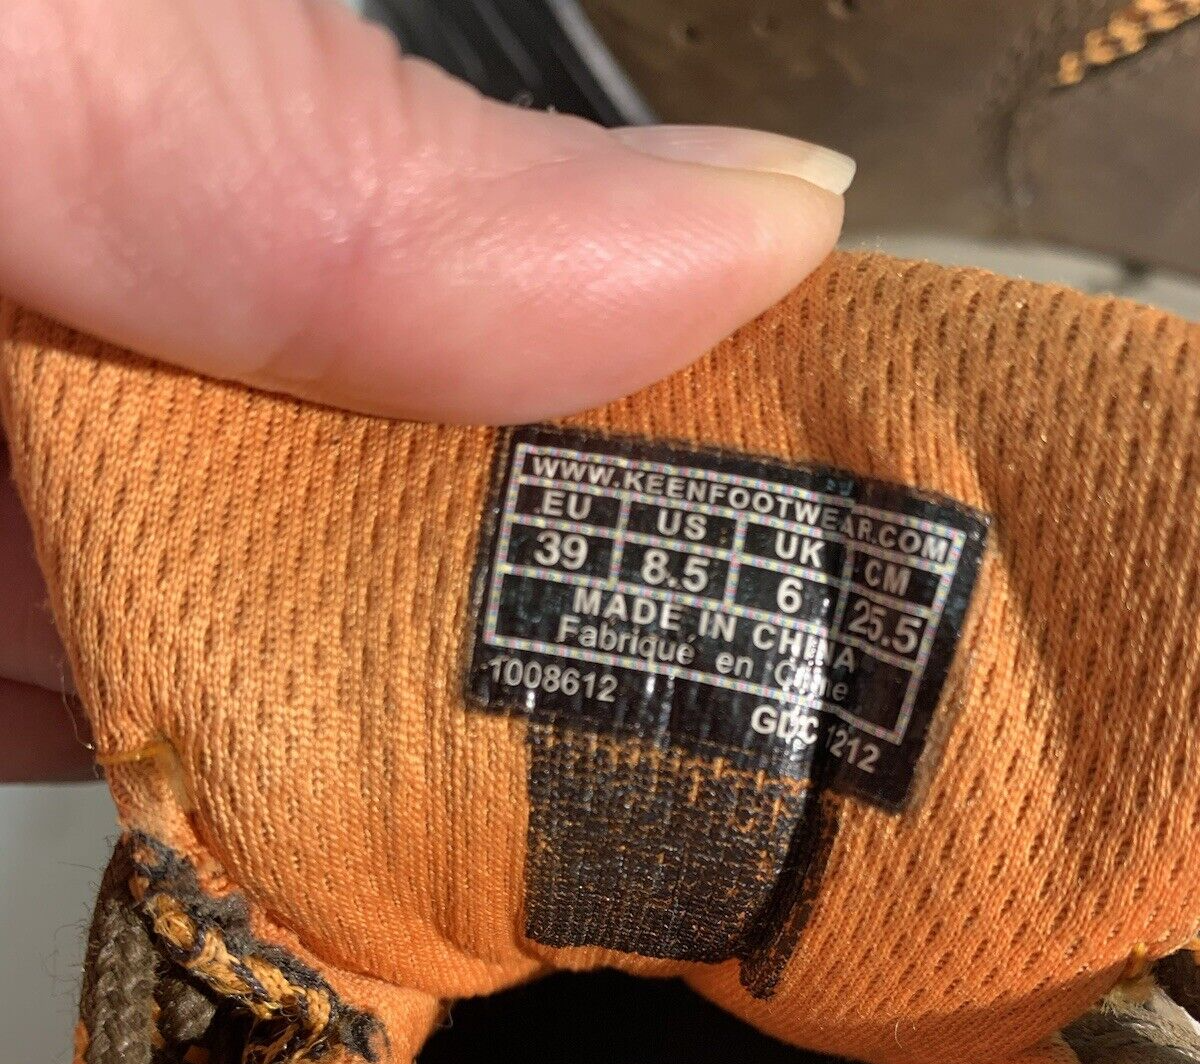 WWW.KEENFOOTWEAR.COM
EU US UK CM
39 8.5 6 25.5
MADE IN CHINA
Fabriqué en Chine
1008612 GDC 1212